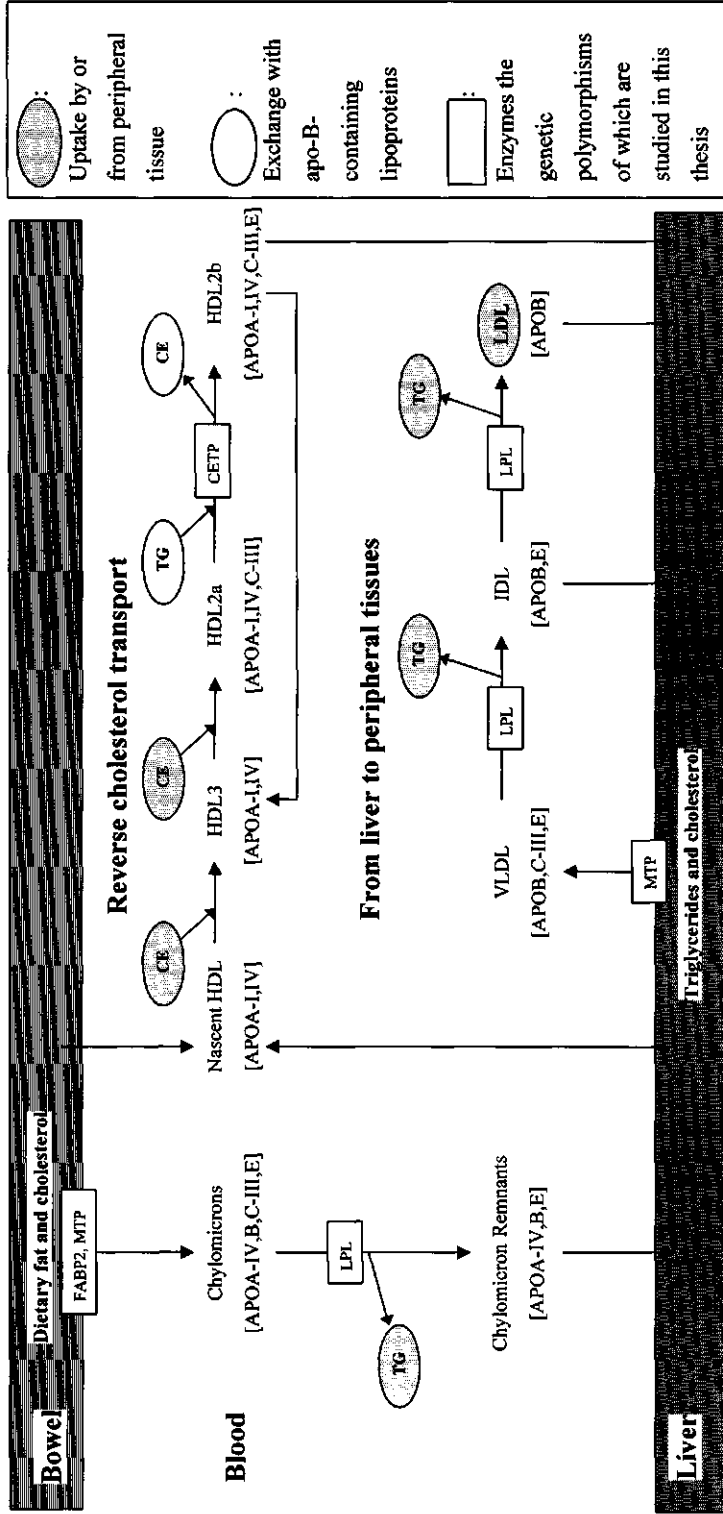 Bowel
Dietary fat and cholesterol
FABP2, MTP
Blood
Chylomicrons
[APOA-IV,B,C-III,E]
LPL
TG
Chylomicron Remnants
[APOA-IV,B,E]
Reverse cholesterol transport
Nascent HDL
[APOA-I,IV]
CE
HDL3
[APOA-I,IV]
CE
HDL2a
[APOA-I,IV,C-III]
TG
CETP
CE
HDL2b
[APOA-I,IV,C-III,E]
From liver to peripheral tissues
VLDL
[APOB,C-III,E]
MTP
LPL
TG
IDL
[APOB,E]
LPL
TG
LDL
[APOB]
Liver
Triglycerides and cholesterol
:
Uptake by or
from peripheral
tissue
:
Exchange with
apo-B-
containing
lipoproteins
:
Enzymes the
genetic
polymorphisms
of which are
studied in this
thesis